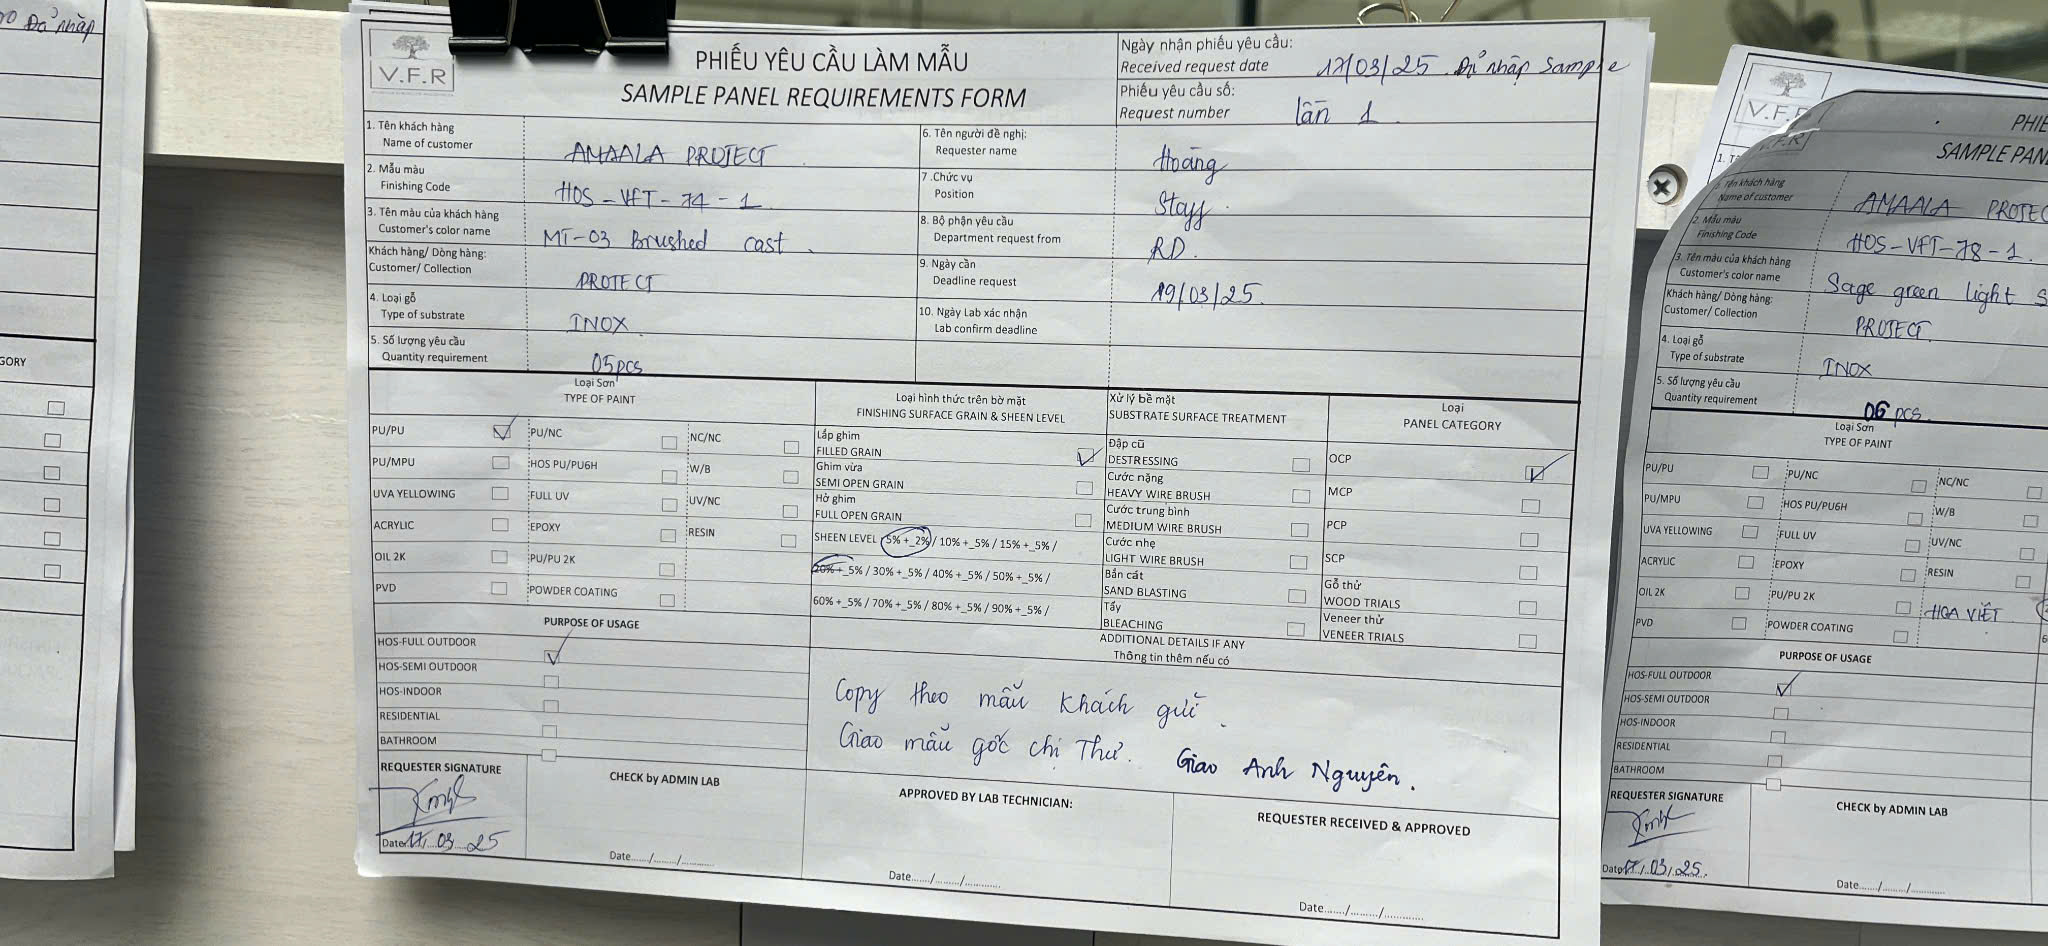 Đã nhập
GORY
V.F.R
PHIẾU YÊU CẦU LÀM MẪU
SAMPLE PANEL REQUIREMENTS FORM
Ngày nhận phiếu yêu cầu:
Received request date 17/03/25. Đã nhập Sample
Phiếu yêu cầu số:
Request number lần 1
1. Tên khách hàng
Name of customer AMAALA PROJECT
2. Mẫu màu
Finishing Code HOS-VFT-74-1
3. Tên màu của khách hàng
Customer's color name MT-03 Brushed cast.
Khách hàng/ Dòng hàng:
Customer/ Collection PROJECT
4. Loại gỗ
Type of substrate INOX
5. Số lượng yêu cầu
Quantity requirement 05pcs
6. Tên người đề nghị:
Requester name Hoàng
7 .Chức vụ
Position Staff.
8. Bộ phận yêu cầu
Department request from RD.
9. Ngày cần
Deadline request 19/03/25.
10. Ngày Lab xác nhận
Lab confirm deadline
Loại Sơn
TYPE OF PAINT
PU/PU PU/NC NC/NC
PU/MPU HOS PU/PU6H W/B
UVA YELLOWING FULL UV UV/NC
ACRYLIC EPOXY RESIN
OIL 2K PU/PU 2K
PVD POWDER COATING
Loại hình thức trên bờ mặt
FINISHING SURFACE GRAIN & SHEEN LEVEL
Lấp ghim
FILLED GRAIN
Ghim vừa
SEMI OPEN GRAIN
Hở ghim
FULL OPEN GRAIN
SHEEN LEVEL 5% +_2% / 10% +_5% / 15% +_5% /
20% +_5% / 30% +_5% / 40% +_5% / 50% +_5% /
60% +_5% / 70% +_5% / 80% +_5% / 90% +_5% /
Xử lý bề mặt
SUBSTRATE SURFACE TREATMENT
Đập cũ
DESTRESSING
Cước nặng
HEAVY WIRE BRUSH
Cước trung bình
MEDIUM WIRE BRUSH
Cước nhẹ
LIGHT WIRE BRUSH
Bắn cát
SAND BLASTING
Tẩy
BLEACHING
Loại
PANEL CATEGORY
OCP
MCP
PCP
SCP
Gỗ thử
WOOD TRIALS
Veneer thử
VENEER TRIALS
PURPOSE OF USAGE
HOS-FULL OUTDOOR
HOS-SEMI OUTDOOR
HOS-INDOOR
RESIDENTIAL
BATHROOM
ADDITIONAL DETAILS IF ANY
Thông tin thêm nếu có
Copy theo mẫu khách gửi.
Giao mẫu gốc chị Thư. Giao Anh Nguyên.
REQUESTER SIGNATURE
Date 17/ 03 25
CHECK by ADMIN LAB
Date....../......../...........
APPROVED BY LAB TECHNICIAN:
Date....../......../............
REQUESTER RECEIVED & APPROVED
Date......./........./.............
V.F.R
PHIẾ
SAMPLE PAN
1. Tên khách hàng
Name of customer AMAALA PROJEC
2. Mẫu màu
Finishing Code HOS-VFT-78-1.
3. Tên màu của khách hàng
Customer's color name Sage green light S
Khách hàng/ Dòng hàng:
Customer/ Collection PROJECT.
4. Loại gỗ
Type of substrate INOX
5. Số lượng yêu cầu
Quantity requirement 06 pcs.
Loại Sơn
TYPE OF PAINT
PU/PU PU/NC NC/NC
PU/MPU HOS PU/PU6H W/B
UVA YELLOWING FULL UV UV/NC
ACRYLIC EPOXY RESIN
OIL 2K PU/PU 2K HOA VIỆT
PVD POWDER COATING
PURPOSE OF USAGE
HOS-FULL OUTDOOR
HOS-SEMI OUTDOOR
HOS-INDOOR
RESIDENTIAL
BATHROOM
REQUESTER SIGNATURE
Date 17/ 03/ 25.
CHECK by ADMIN LAB
Date....../......../...........